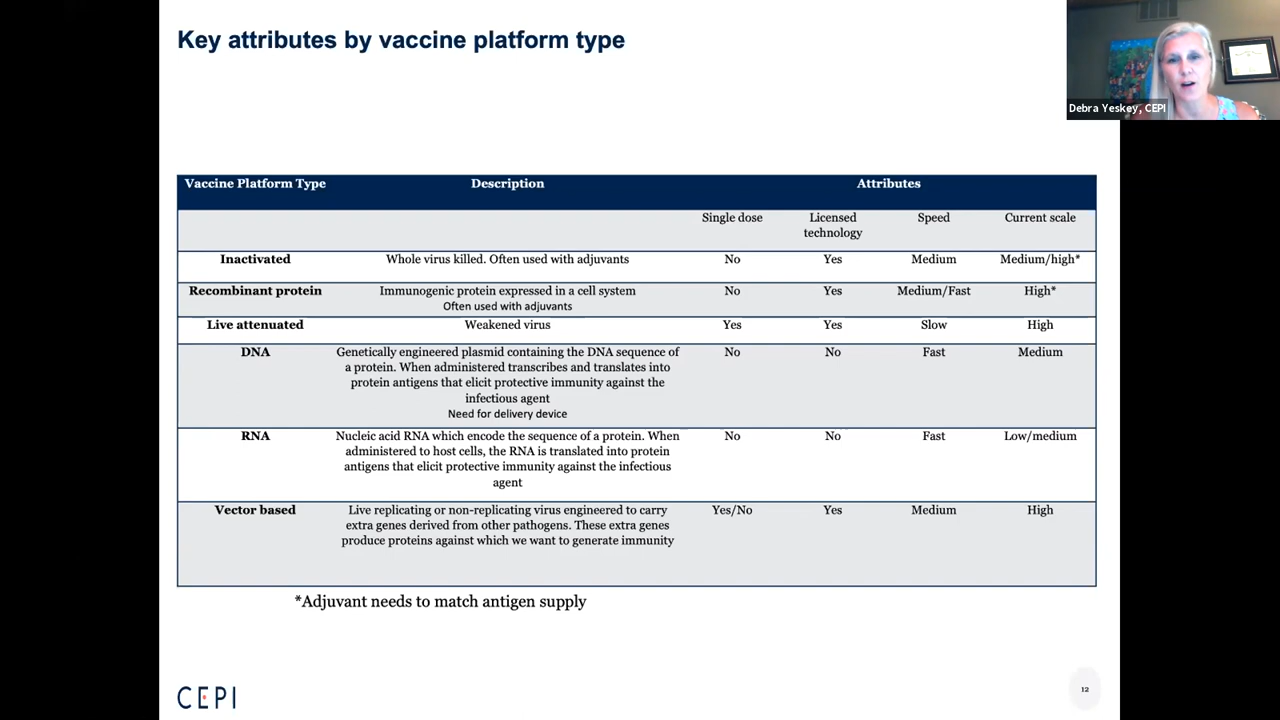 Key attributes by vaccine platform type
Debra Yeskey, CEPI
Vaccine Platform Type Description Attributes
Single dose Licensed technology Speed Current scale
Inactivated Whole virus killed. Often used with adjuvants No Yes Medium Medium/high*
Recombinant protein Immunogenic protein expressed in a cell system No Yes Medium/Fast High*
Often used with adjuvants
Live attenuated Weakened virus Yes Yes Slow High
DNA Genetically engineered plasmid containing the DNA sequence of No No Fast Medium
a protein. When administered transcribes and translates into
protein antigens that elicit protective immunity against the
infectious agent
Need for delivery device
RNA Nucleic acid RNA which encode the sequence of a protein. When No No Fast Low/medium
administered to host cells, the RNA is translated into protein
antigens that elicit protective immunity against the infectious
agent
Vector based Live replicating or non-replicating virus engineered to carry Yes/No Yes Medium High
extra genes derived from other pathogens. These extra genes
produce proteins against which we want to generate immunity
*Adjuvant needs to match antigen supply
CEPI
12